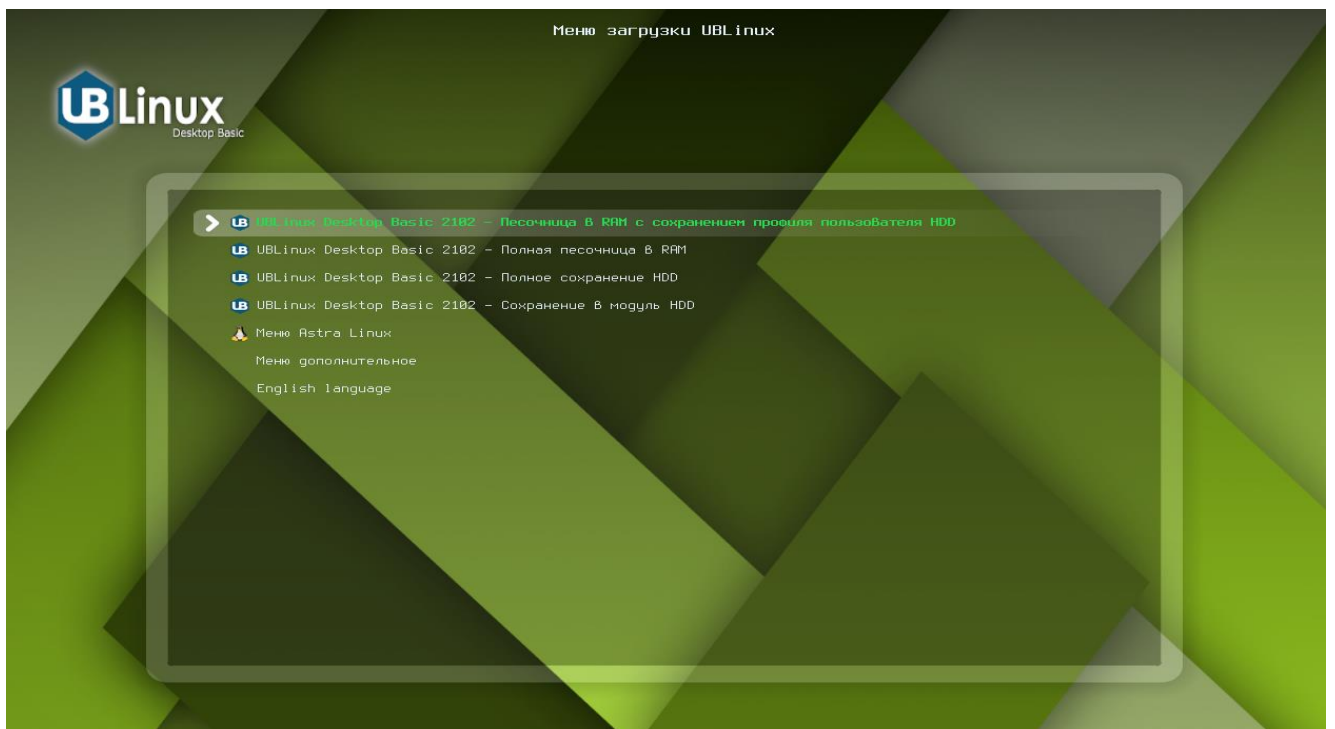 Меню загрузки UBLinux
UBLinux
Desktop Basic
UBLinux Desktop Basic 2102 – Песочница в RAM с сохранением профиля пользователя HDD
UBLinux Desktop Basic 2102 – Полная песочница в RAM
UBLinux Desktop Basic 2102 – Полное сохранение HDD
UBLinux Desktop Basic 2102 – Сохранение в модуль HDD
Меню Astra Linux
Меню дополнительное
English language